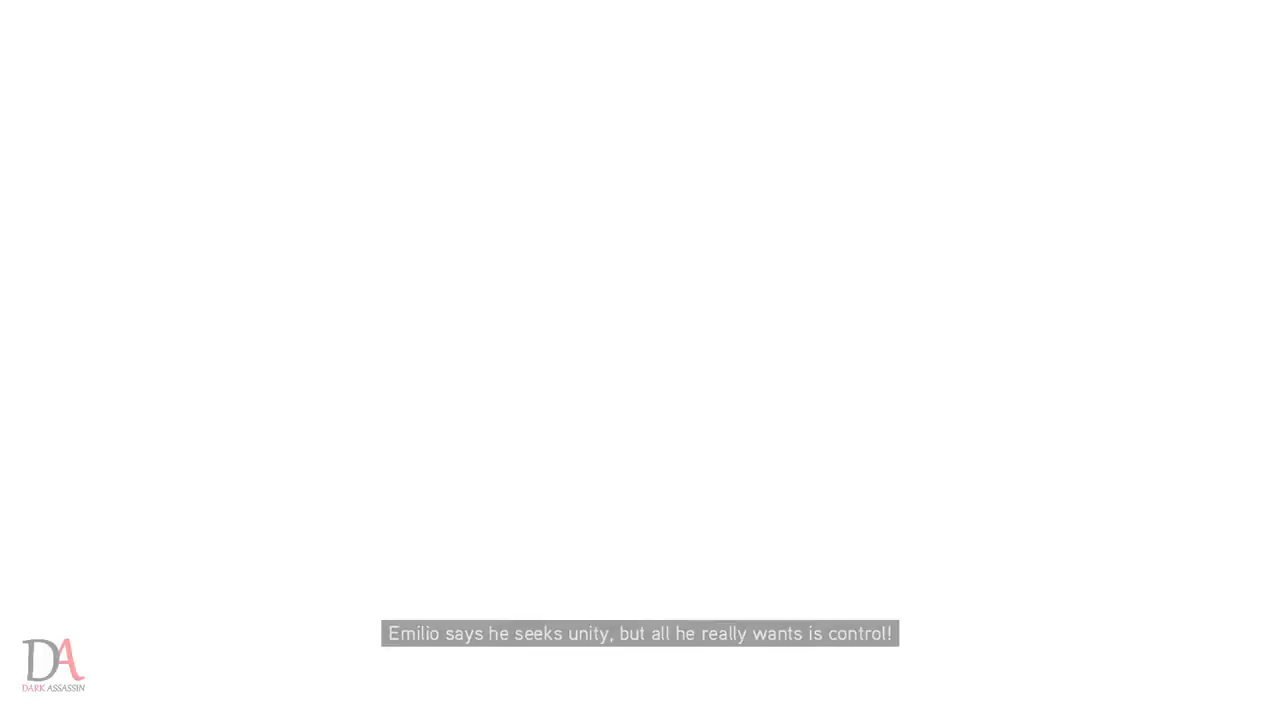 Emilio says he seeks unity, but all he really wants is control!
DA
DARK ASSASSIN